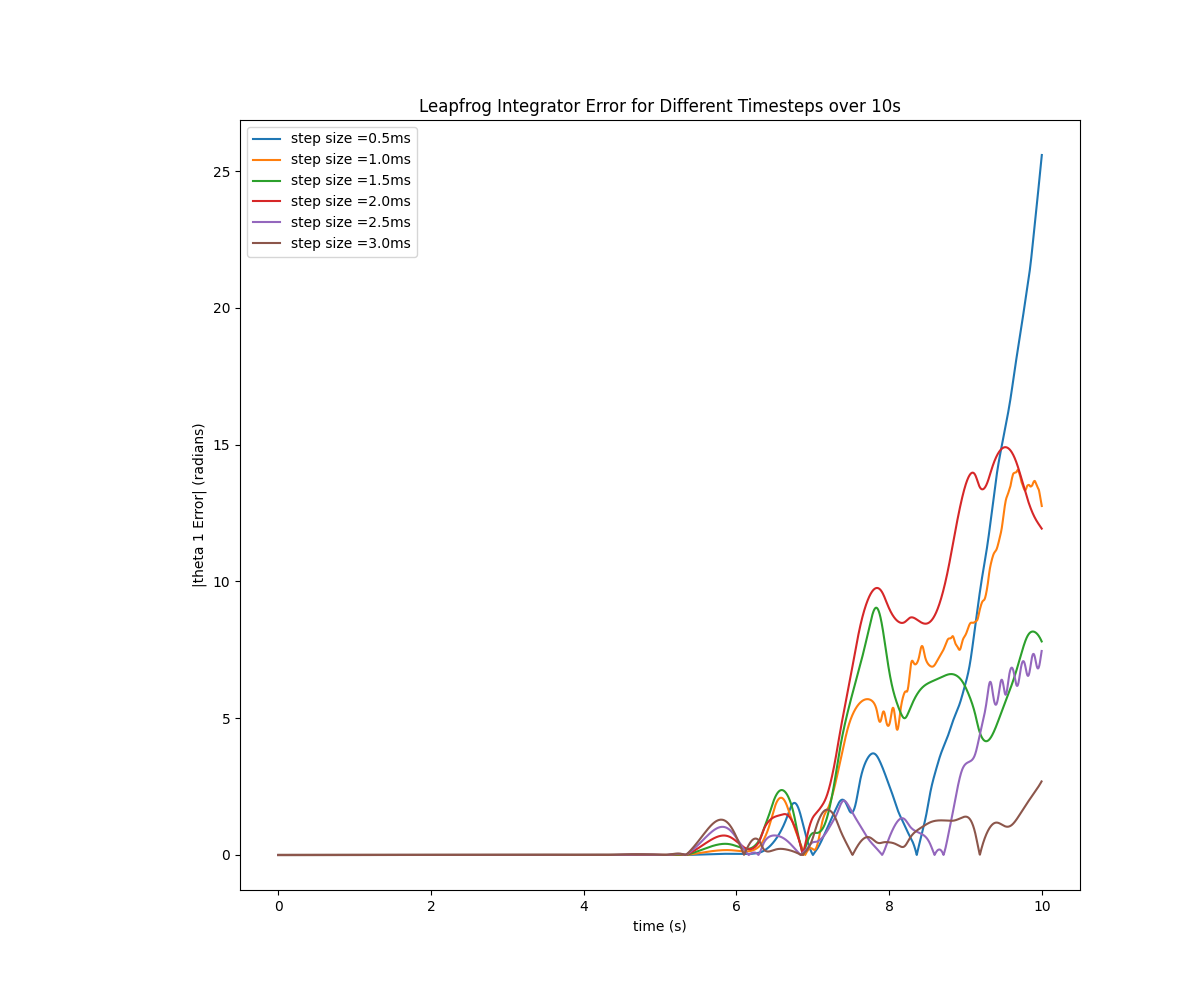 Leapfrog Integrator Error for Different Timesteps over 10s
step size =0.5ms
step size =1.0ms
step size =1.5ms
step size =2.0ms
step size =2.5ms
step size =3.0ms
25
20
15
10
5
0
|theta 1 Error| (radians)
0 2 4 6 8 10
time (s)